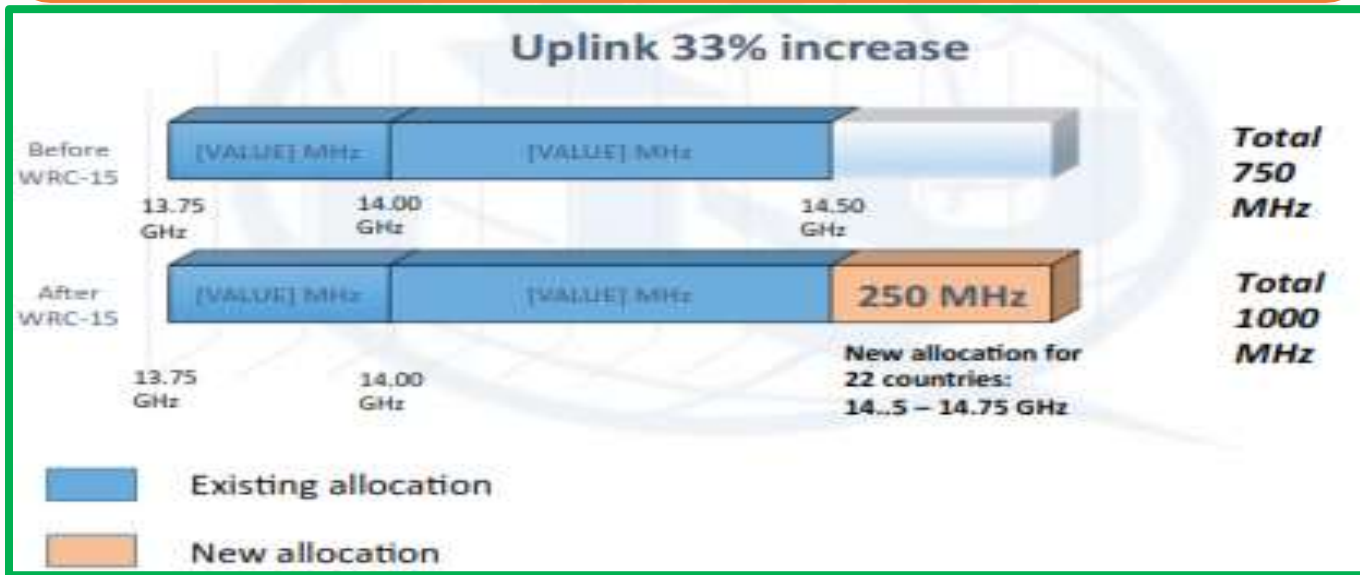 Uplink 33% increase
Before
WRC-15
[VALUE] MHz
[VALUE] MHz
Total
750
MHz
13.75
GHz
14.00
GHz
14.50
GHz
After
WRC-15
[VALUE] MHz
[VALUE] MHz
250 MHz
Total
1000
MHz
13.75
GHz
14.00
GHz
New allocation for
22 countries:
14..5 – 14.75 GHz
Existing allocation
New allocation